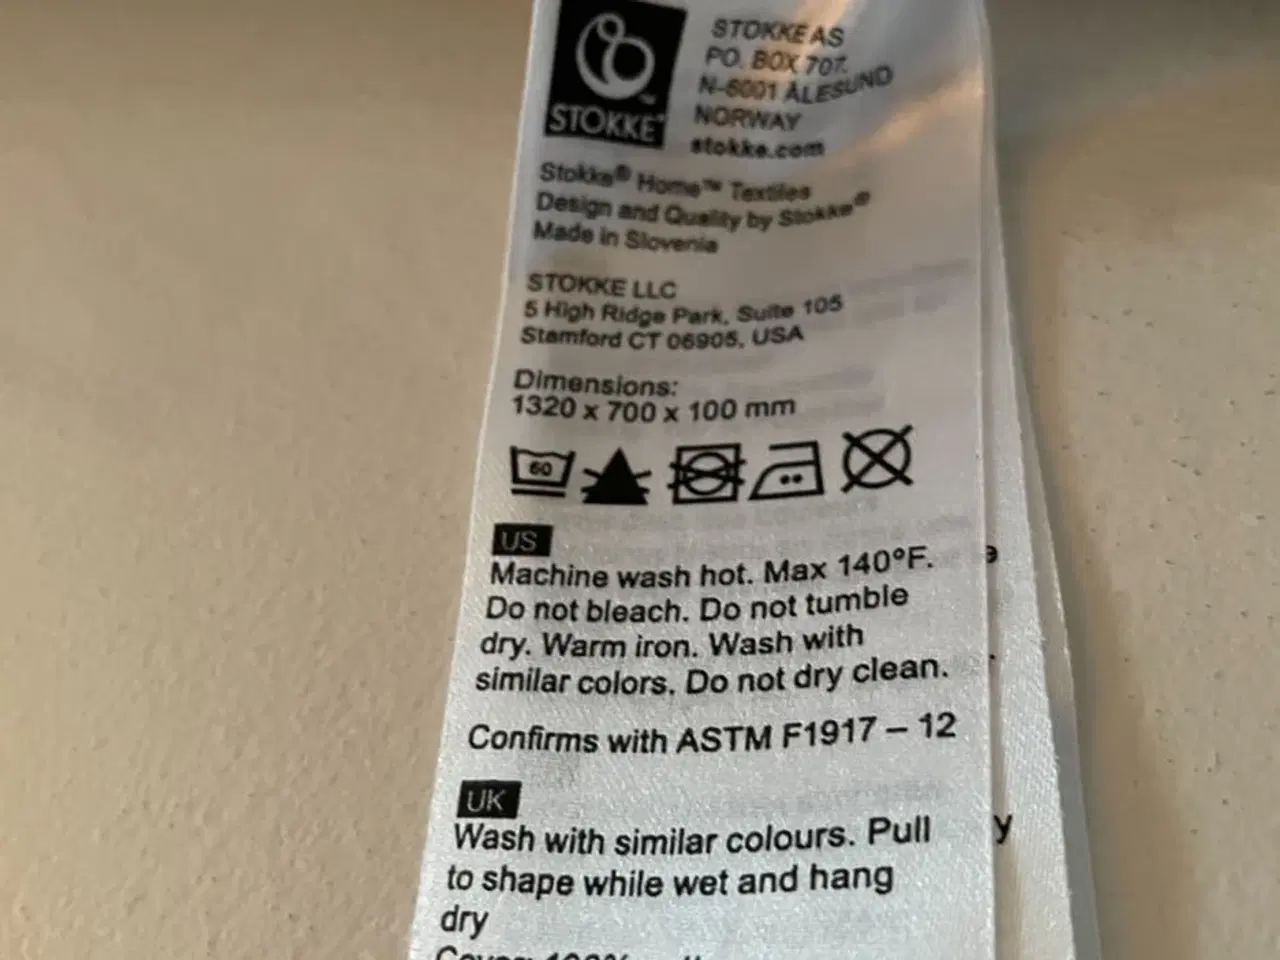 STOKKE AS
PO. BOX 707,
N-6001 ÅLESUND
NORWAY
stokke.com
STOKKE®
Stokke® Home™ Textiles
Design and Quality by Stokke®
Made in Slovenia
STOKKE LLC
5 High Ridge Park, Suite 105
Stamford CT 06905, USA
Dimensions:
1320 x 700 x 100 mm
60
US
Machine wash hot. Max 140°F.
Do not bleach. Do not tumble
dry. Warm iron. Wash with
similar colors. Do not dry clean.
Confirms with ASTM F1917 – 12
UK
Wash with similar colours. Pull
to shape while wet and hang
dry
y